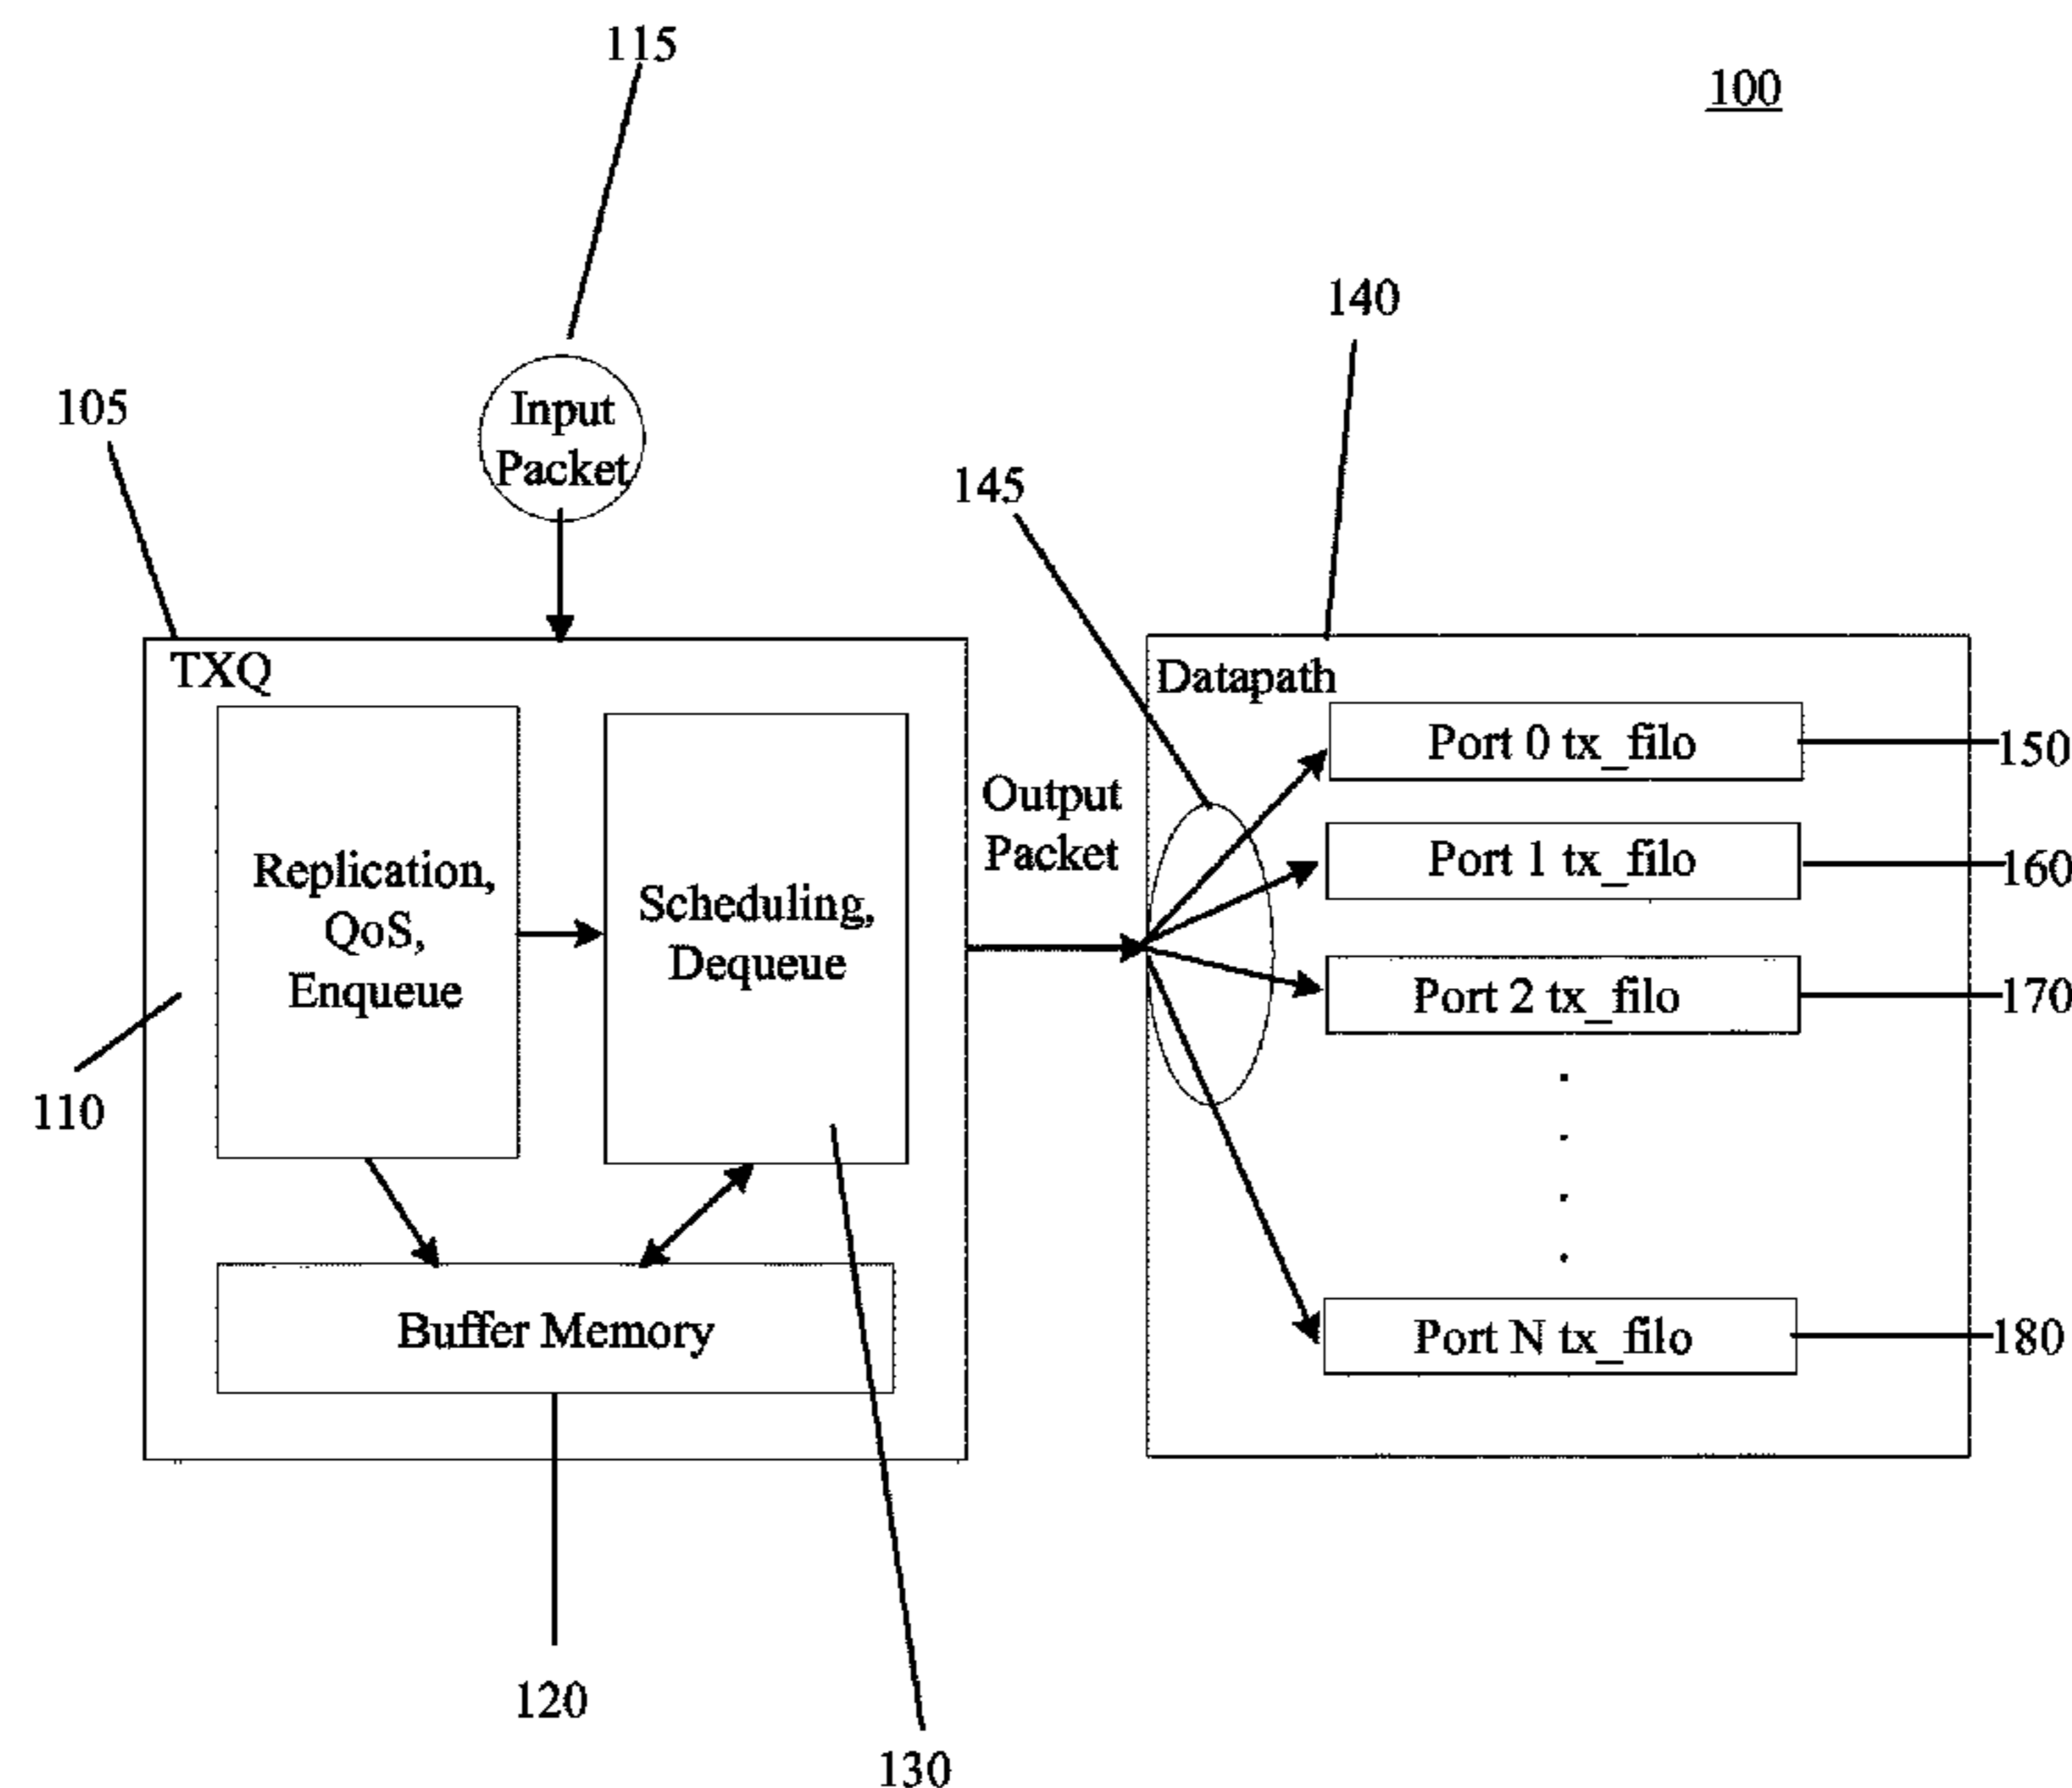 115
100
140
Input
Packet
105
145
TXQ
Datapath
Port 0 tx_filo
150
Output
Packet
Port 1 tx_filo
160
Replication,
QoS,
Enqueue
Scheduling,
Dequeue
Port 2 tx_filo
170
110
.
.
.
.
Buffer Memory
Port N tx_filo
180
120
130